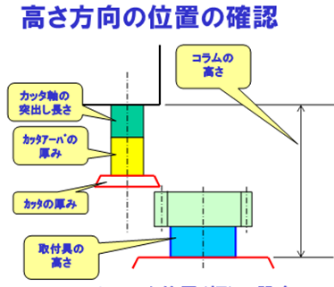 高さ方向の位置の確認
コラムの
高さ
カッタ軸の
突出し長さ
カッタアーバの
厚み
カッタの厚み
取付具の
高さ